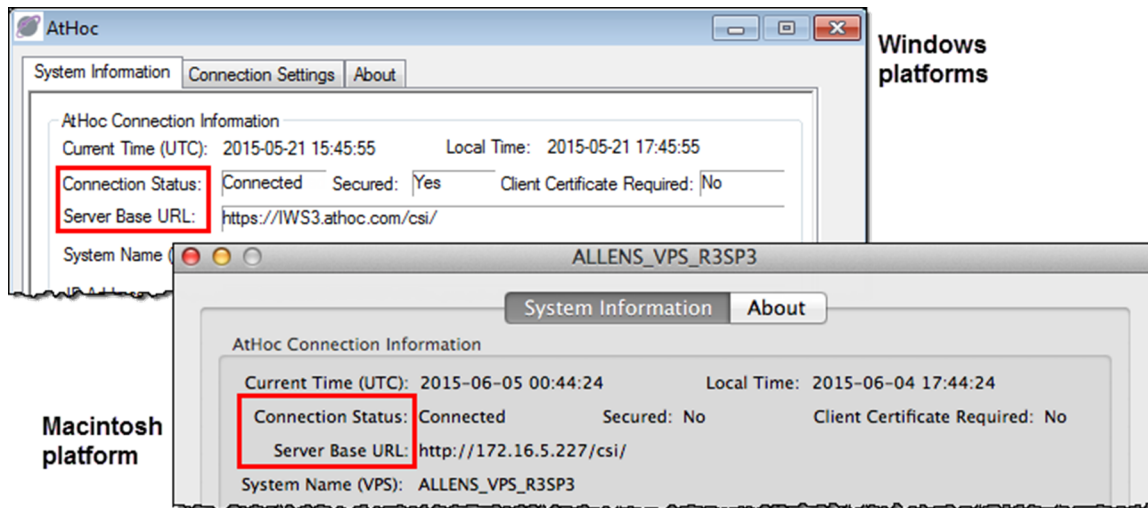 AtHoc
Windows
platforms
System Information Connection Settings About
AtHoc Connection Information
Current Time (UTC): 2015-05-21 15:45:55 Local Time: 2015-05-21 17:45:55
Connection Status: Connected Secured: Yes Client Certificate Required: No
Server Base URL: https://IWS3.athoc.com/csi/
System Name (
ALLENS_VPS_R3SP3
System Information About
AtHoc Connection Information
Current Time (UTC): 2015-06-05 00:44:24 Local Time: 2015-06-04 17:44:24
Connection Status: Connected Secured: No Client Certificate Required: No
Server Base URL: http://172.16.5.227/csi/
System Name (VPS): ALLENS_VPS_R3SP3
Macintosh
platform